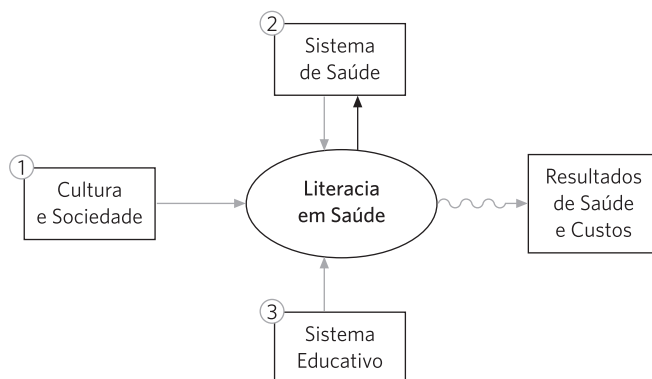 2
Sistema
de Saúde
1
Cultura
e Sociedade
Literacia
em Saúde
Resultados
de Saúde
e Custos
3
Sistema
Educativo